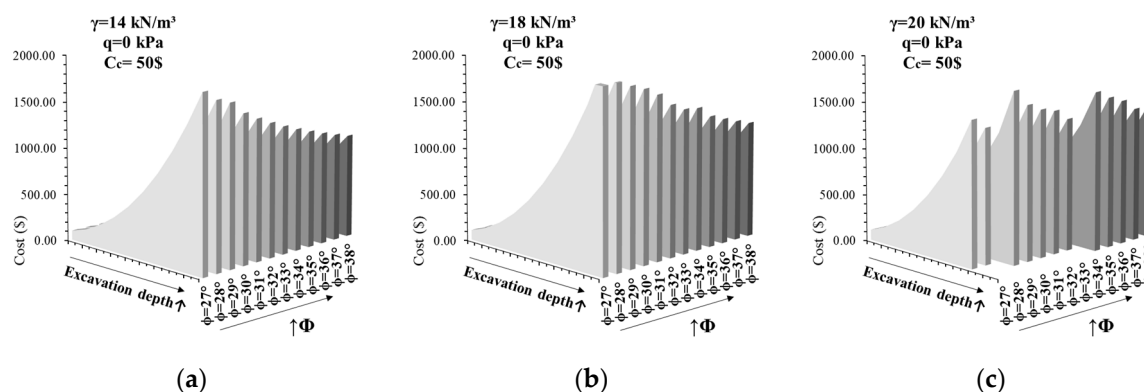 γ=14 kN/m³
q=0 kPa
Cc= 50$
2000.00
1500.00
1000.00
500.00
0.00
Cost ($)
Excavation depth↑
ϕ=27°
ϕ=28°
ϕ=29°
ϕ=30°
ϕ=31°
ϕ=32°
ϕ=33°
ϕ=34°
ϕ=35°
ϕ=36°
ϕ=37°
ϕ=38°
↑Φ
(a)
γ=18 kN/m³
q=0 kPa
Cc= 50$
2000.00
1500.00
1000.00
500.00
0.00
Cost ($)
Excavation depth↑
ϕ=27°
ϕ=28°
ϕ=29°
ϕ=30°
ϕ=31°
ϕ=32°
ϕ=33°
ϕ=34°
ϕ=35°
ϕ=36°
ϕ=37°
ϕ=38°
↑Φ
(b)
γ=20 kN/m³
q=0 kPa
Cc= 50$
2000.00
1500.00
1000.00
500.00
0.00
Cost ($)
Excavation depth↑
ϕ=27°
ϕ=28°
ϕ=29°
ϕ=30°
ϕ=31°
ϕ=32°
ϕ=33°
ϕ=34°
ϕ=35°
ϕ=36°
ϕ=37°
↑Φ
(c)